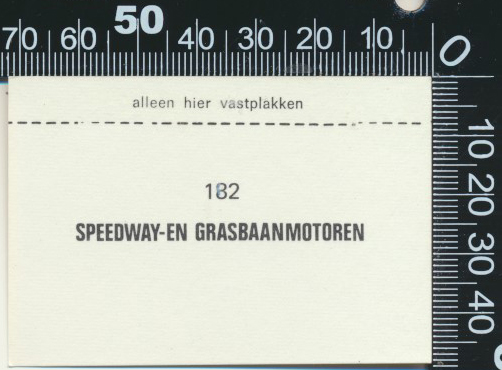 70 60 50 40 30 20 10 0
alleen hier vastplakken
182
SPEEDWAY-EN GRASBAANMOTOREN
10 20 30 40